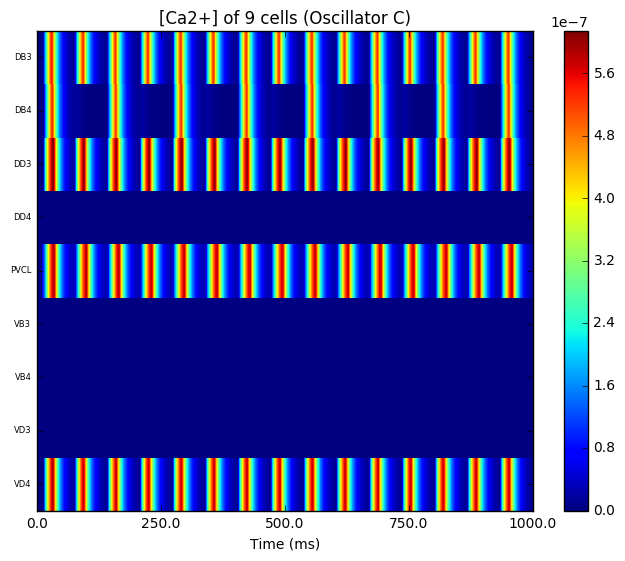 [Ca2+] of 9 cells (Oscillator C)
1e−7
DB3
DB4
DD3
DD4
PVCL
VB3
VB4
VD3
VD4
5.6
4.8
4.0
3.2
2.4
1.6
0.8
0.0
0.0 250.0 500.0 750.0 1000.0
Time (ms)